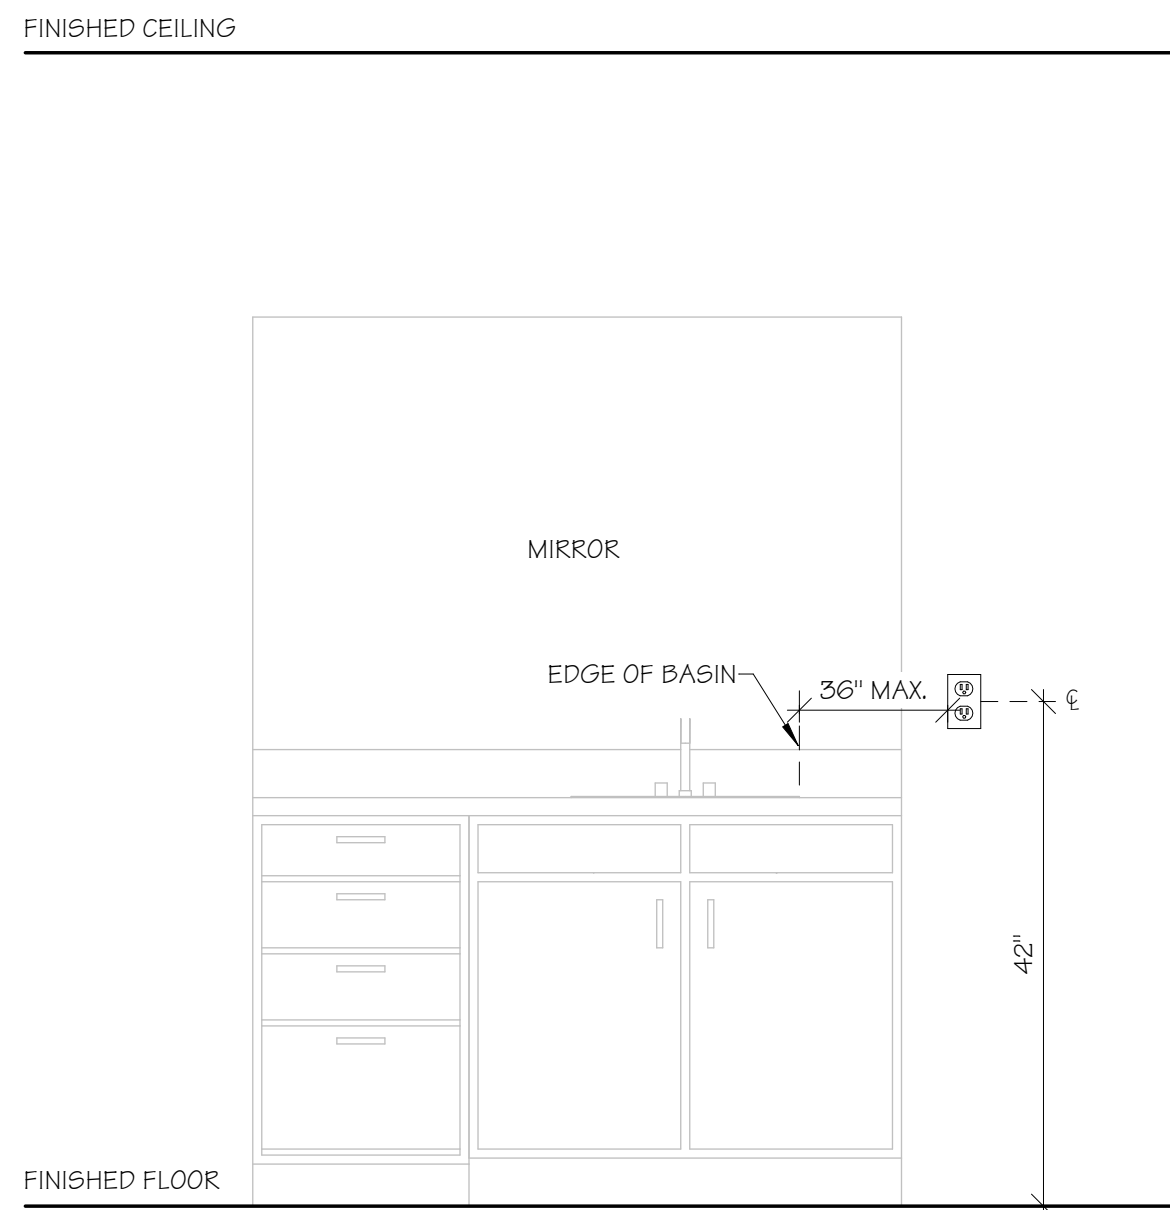 FINISHED CEILING
MIRROR
EDGE OF BASIN
36" MAX.
℄
42"
FINISHED FLOOR